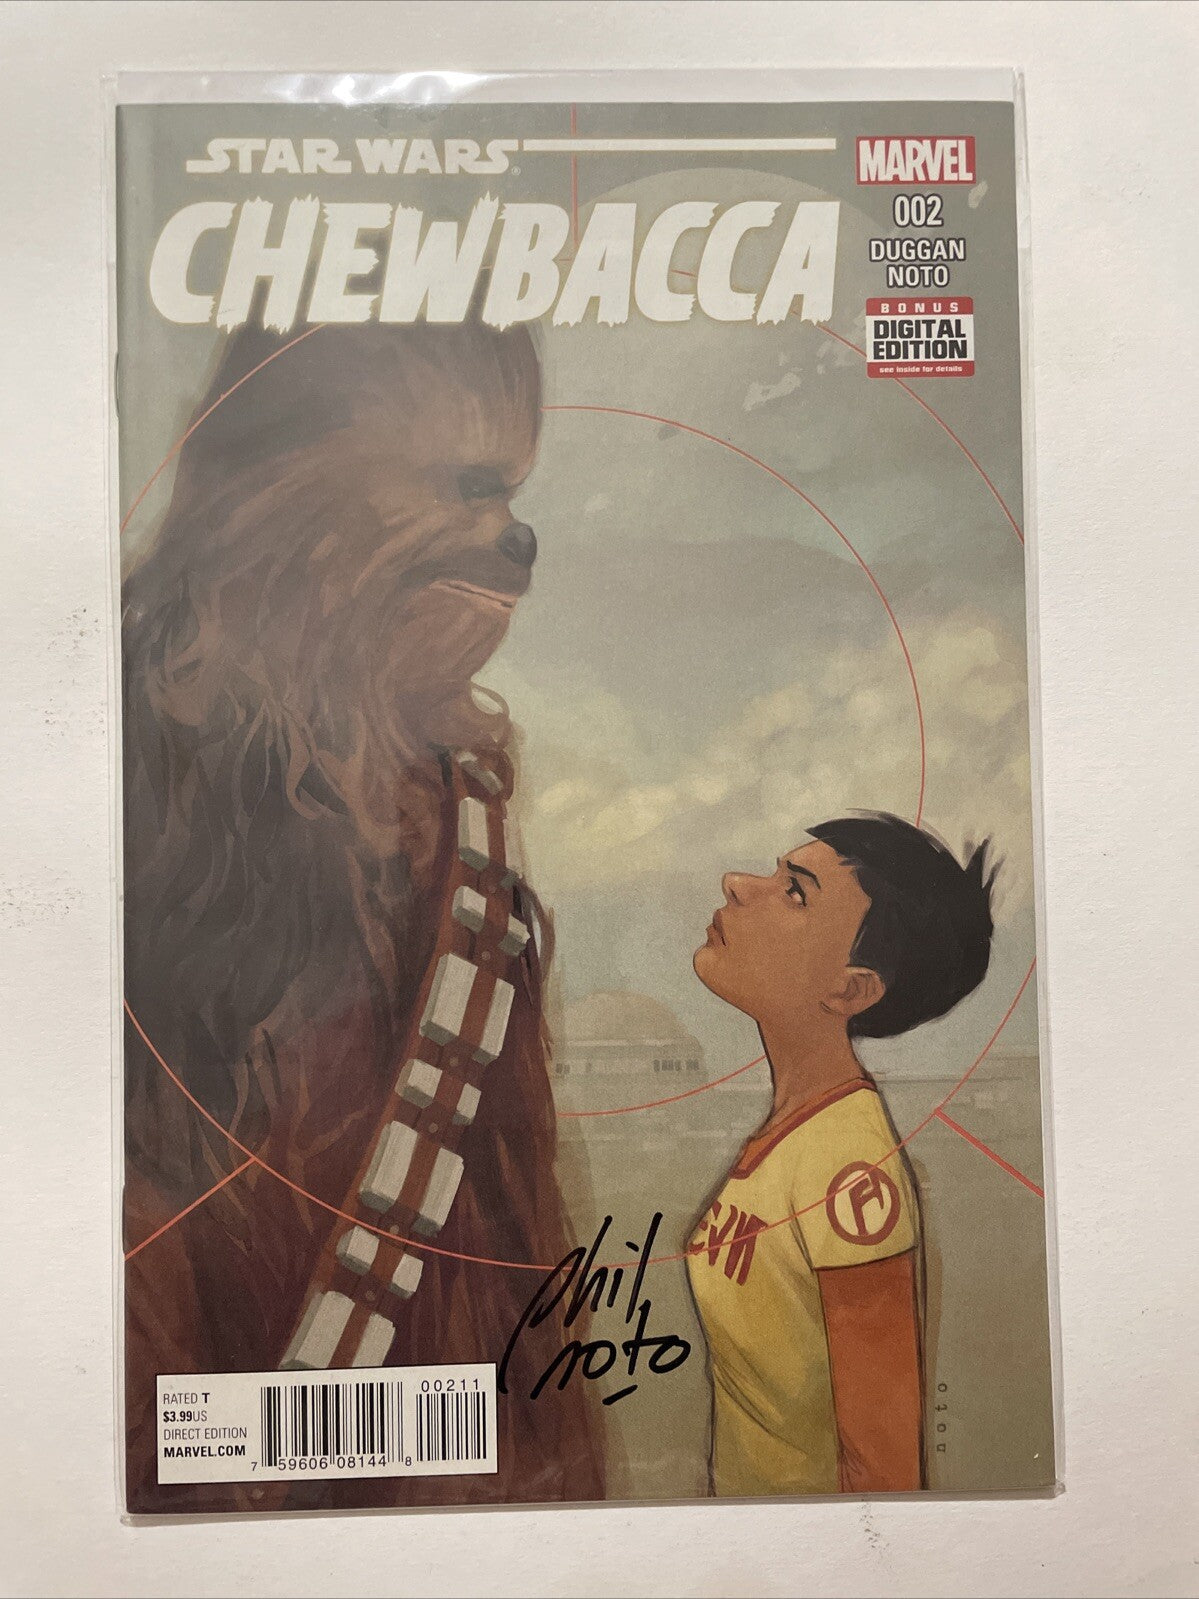 STAR WARS®
CHEWBACCA
MARVEL
002
DUGGAN
NOTO
BONUS
DIGITAL
EDITION
see inside for details
phil
noto
noto
RATED T
$3.99US
DIRECT EDITION
MARVEL.COM
00211
7 59606 08144 8